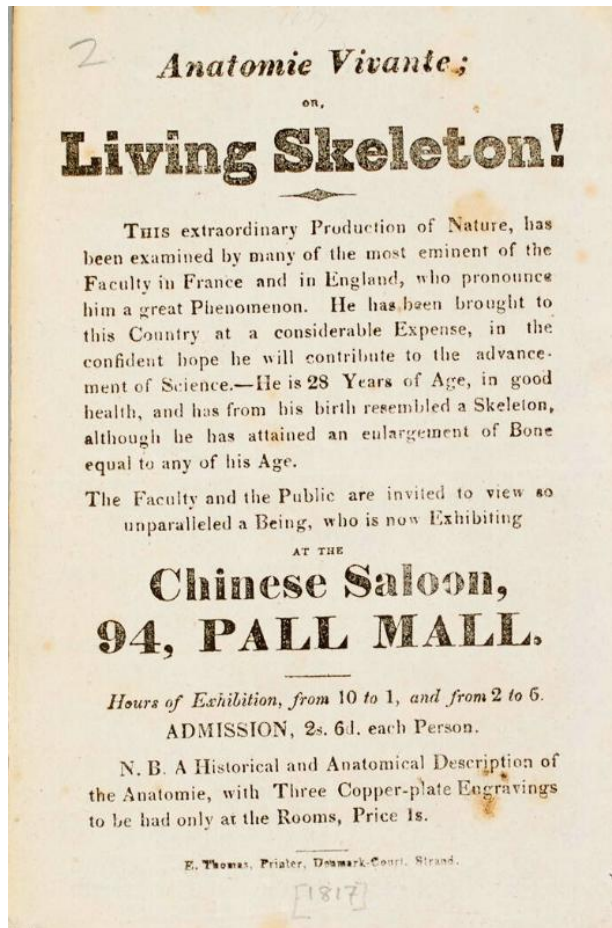 2
Anatomie Vivante;
OR,
Living Skeleton!
THIS extraordinary Production of Nature, has
been examined by many of the most eminent of the
Faculty in France and in England, who pronounce
him a great Phenomenon. He has been brought to
this Country at a considerable Expense, in the
confident hope he will contribute to the advance-
ment of Science.—He is 28 Years of Age, in good
health, and has from his birth resembled a Skeleton,
although he has attained an enlargement of Bone
equal to any of his Age.
The Faculty and the Public are invited to view so
unparalleled a Being, who is now Exhibiting
AT THE
Chinese Saloon,
94, PALL MALL.
Hours of Exhibition, from 10 to 1, and from 2 to 6.
ADMISSION, 2s. 6d. each Person.
N. B. A Historical and Anatomical Description of
the Anatomie, with Three Copper-plate Engravings
to be had only at the Rooms, Price 1s.
E. Thomas, Printer, Denmark-Court, Strand.
[1817]